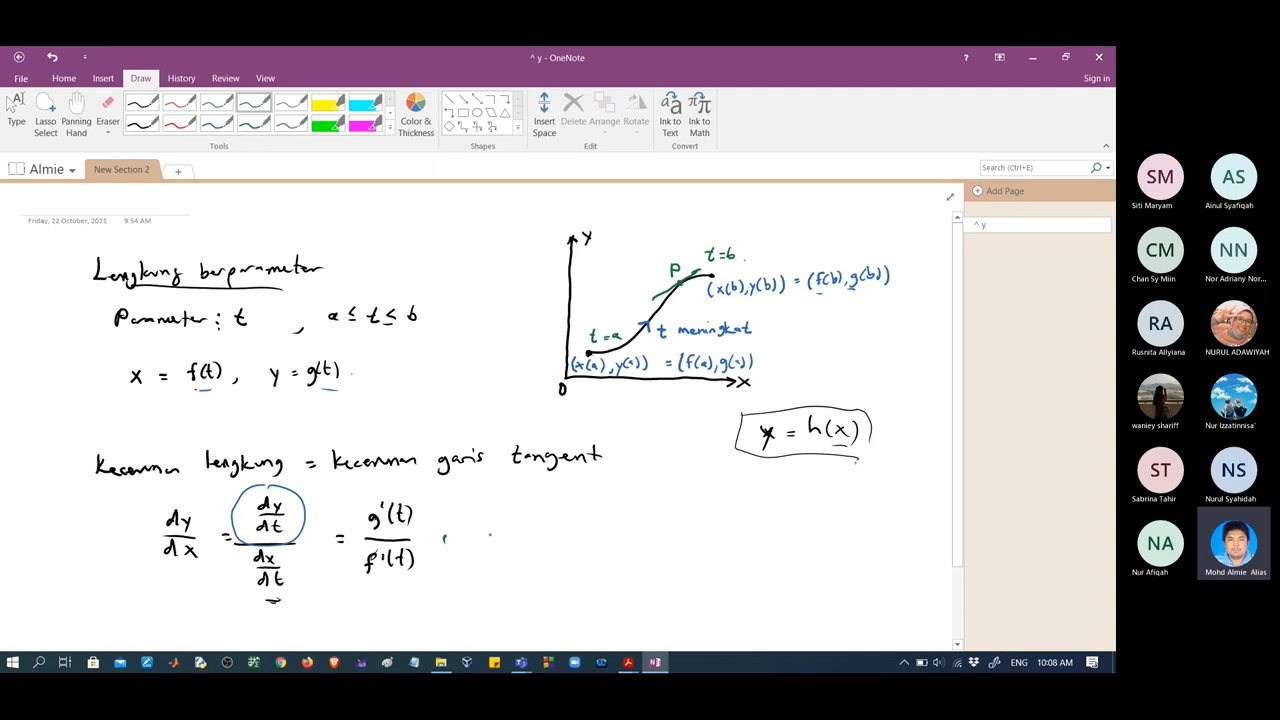 ^ y - OneNote
File Home Insert Draw History Review View
Sign in
Type
Lasso Select
Panning Hand
Eraser
Color & Thickness
Insert Space
Delete
Arrange
Rotate
Ink to Text
Ink to Math
Tools
Shapes
Edit
Convert
Almie
New Section 2
Search (Ctrl+E)
Add Page
^ y
Friday, 22 October, 2021 9:54 AM
Lengkung berparameter
Parameter : t , a ≤ t ≤ b
x = f(t) , y = g(t)
y
t = b
P
(x(b), y(b)) = (f(b), g(b))
t meningkat
t = a
(x(a), y(a)) = (f(a), g(a))
0
x
y = h(x)
Kecerunan lengkung = kecerunan garis tangent
dy/dx = (dy/dt)/(dx/dt) = g'(t)/f'(t)
SM
Siti Maryam
AS
Ainul Syafiqah
CM
Chan Sy Miin
NN
Nor Adriany Nor...
RA
Rusnita Allyiana
NURUL ADAWIYAH
waniey shariff
Nur Izzatinnisa'
ST
Sabrina Tahir
NS
Nurul Syahidah
NA
Nur Afiqah
Mohd Almie Alias
ENG
10:08 AM